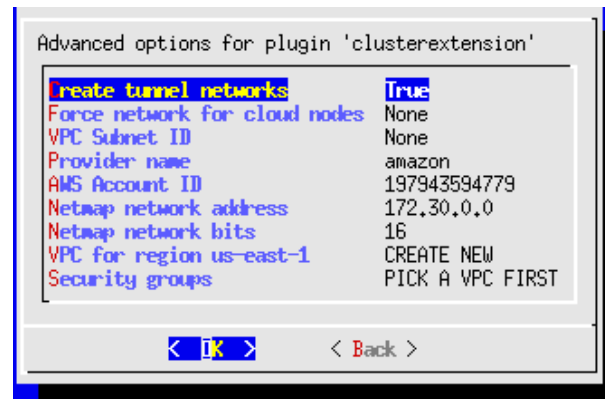 Advanced options for plugin 'clusterextension'
Create tunnel networks True
Force network for cloud nodes None
VPC Subnet ID None
Provider name amazon
AWS Account ID 197943594779
Netmap network address 172.30.0.0
Netmap network bits 16
VPC for region us-east-1 CREATE NEW
Security groups PICK A VPC FIRST
< OK > < Back >